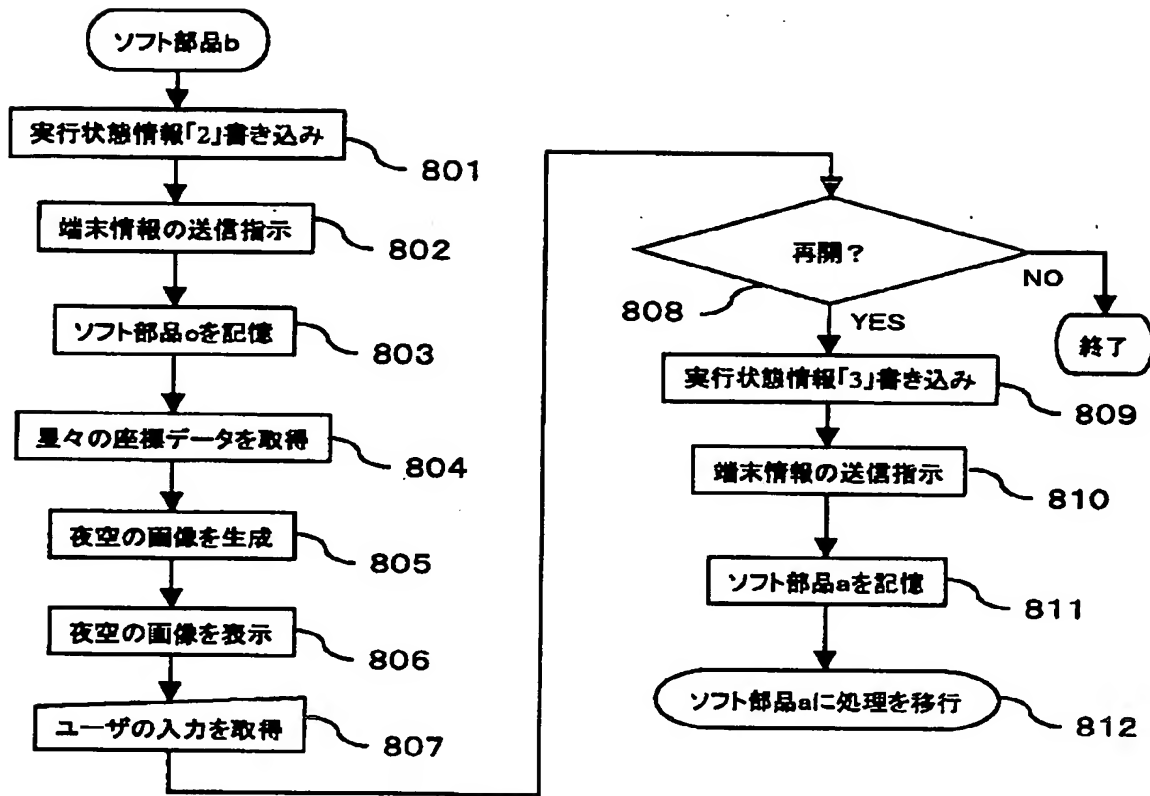 ソフト部品b
実行状態情報「2」書き込み
801
端末情報の送信指示
802
ソフト部品cを記憶
803
星々の座標データを取得
804
夜空の画像を生成
805
夜空の画像を表示
806
ユーザの入力を取得
807
再開？
808
NO
YES
終了
実行状態情報「3」書き込み
809
端末情報の送信指示
810
ソフト部品aを記憶
811
ソフト部品aに処理を移行
812